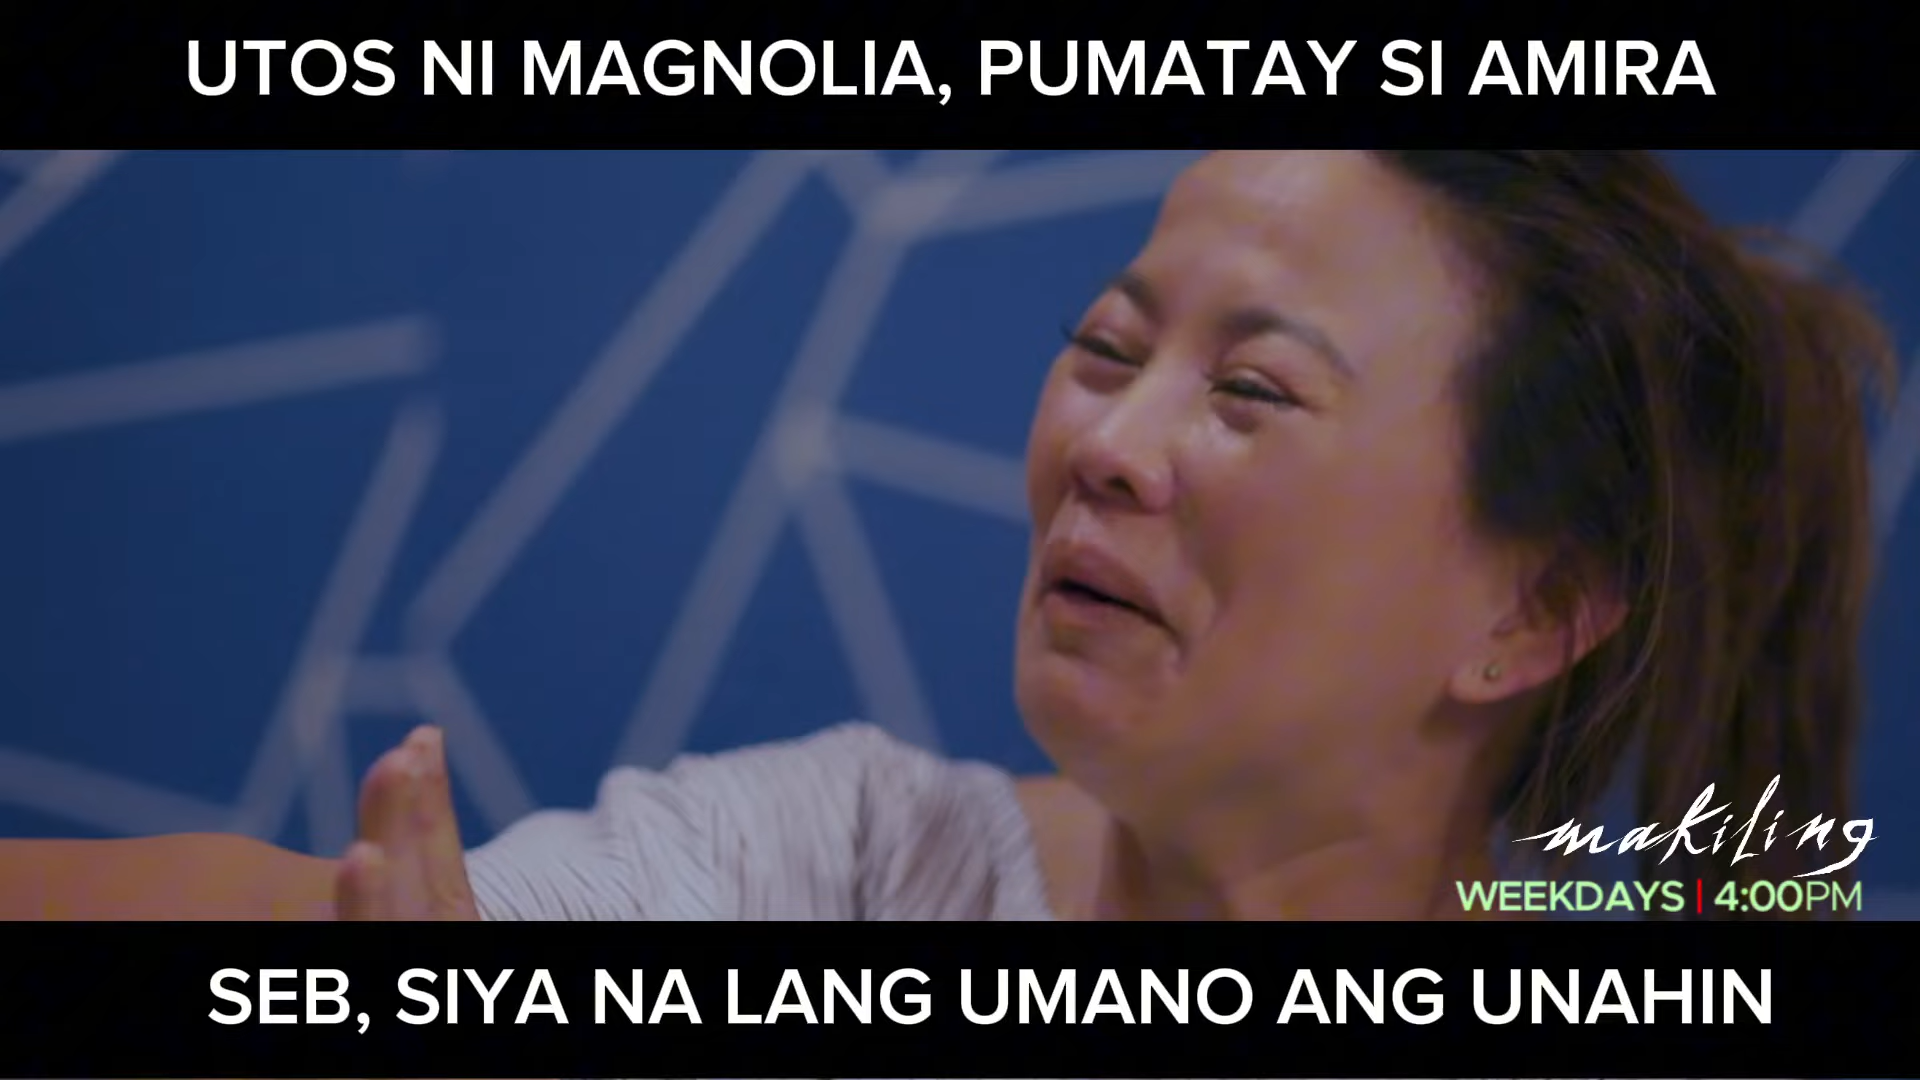 UTOS NI MAGNOLIA, PUMATAY SI AMIRA
makiling
WEEKDAYS | 4:00PM
SEB, SIYA NA LANG UMANO ANG UNAHIN